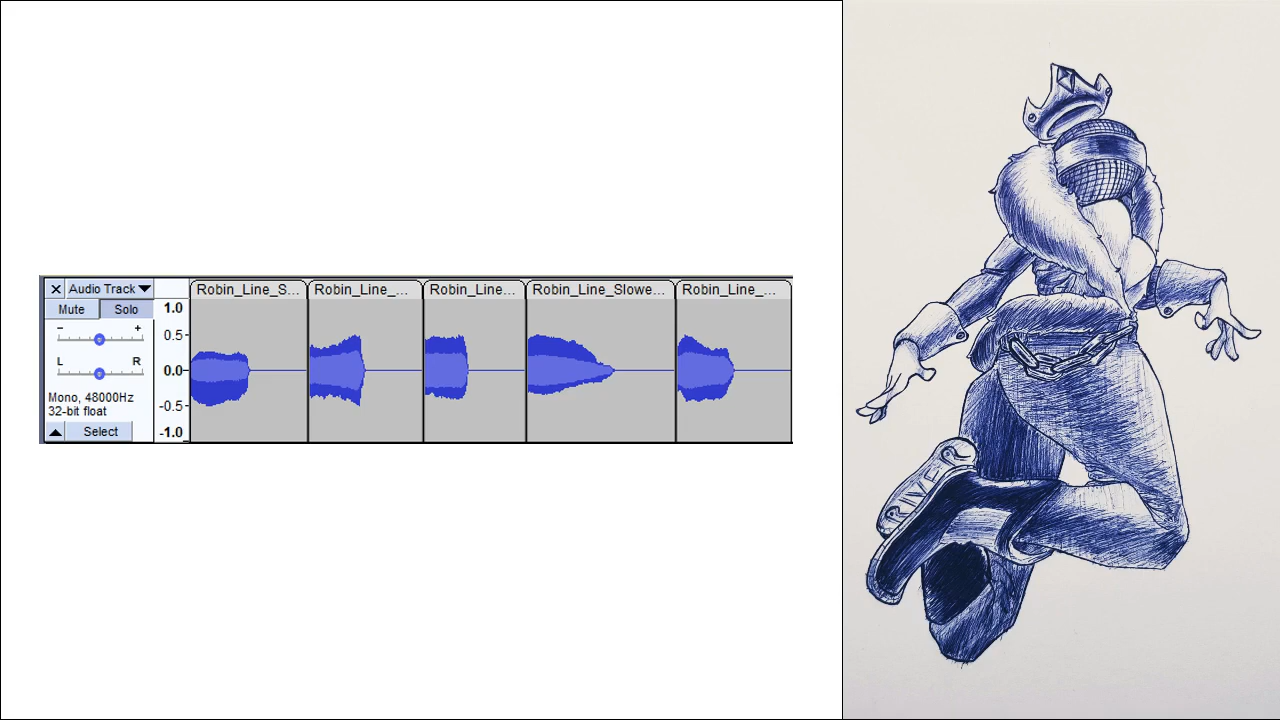 Audio Track
Robin_Line_S...
Robin_Line_...
Robin_Line...
Robin_Line_Slowe...
Robin_Line_...
Mute
Solo
1.0
- +
0.5
L R
0.0
Mono, 48000Hz
32-bit float
-0.5
Select
-1.0
RIVE